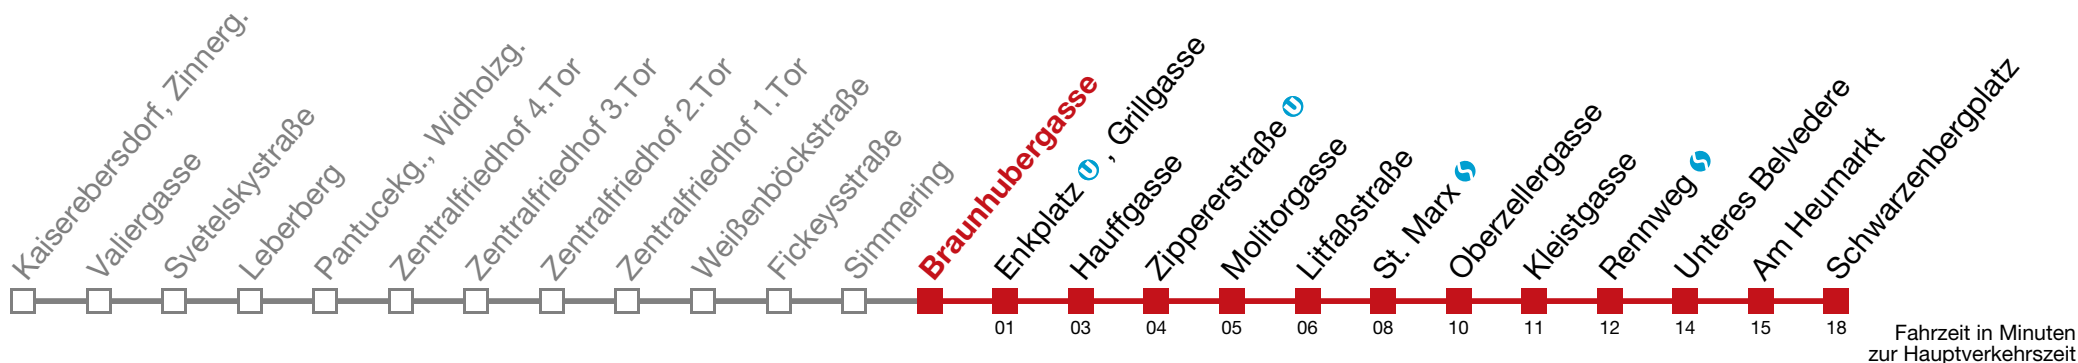 Kaiserebersdorf, Zinnerg.
Valiergasse
Svetelskystraße
Leberberg
Pantucekg., Widholzg.
Zentralfriedhof 4.Tor
Zentralfriedhof 3.Tor
Zentralfriedhof 2.Tor
Zentralfriedhof 1.Tor
Weißenböckstraße
Fickeysstraße
Simmering
Braunhubergasse
Enkplatz U , Grillgasse
Hauffgasse
Zippererstraße U
Molitorgasse
Litfaßstraße
St. Marx S
Oberzellergasse
Kleistgasse
Rennweg S
Unteres Belvedere
Am Heumarkt
Schwarzenbergplatz
01 03 04 05 06 08 10 11 12 14 15 18
Fahrzeit in Minuten
zur Hauptverkehrszeit